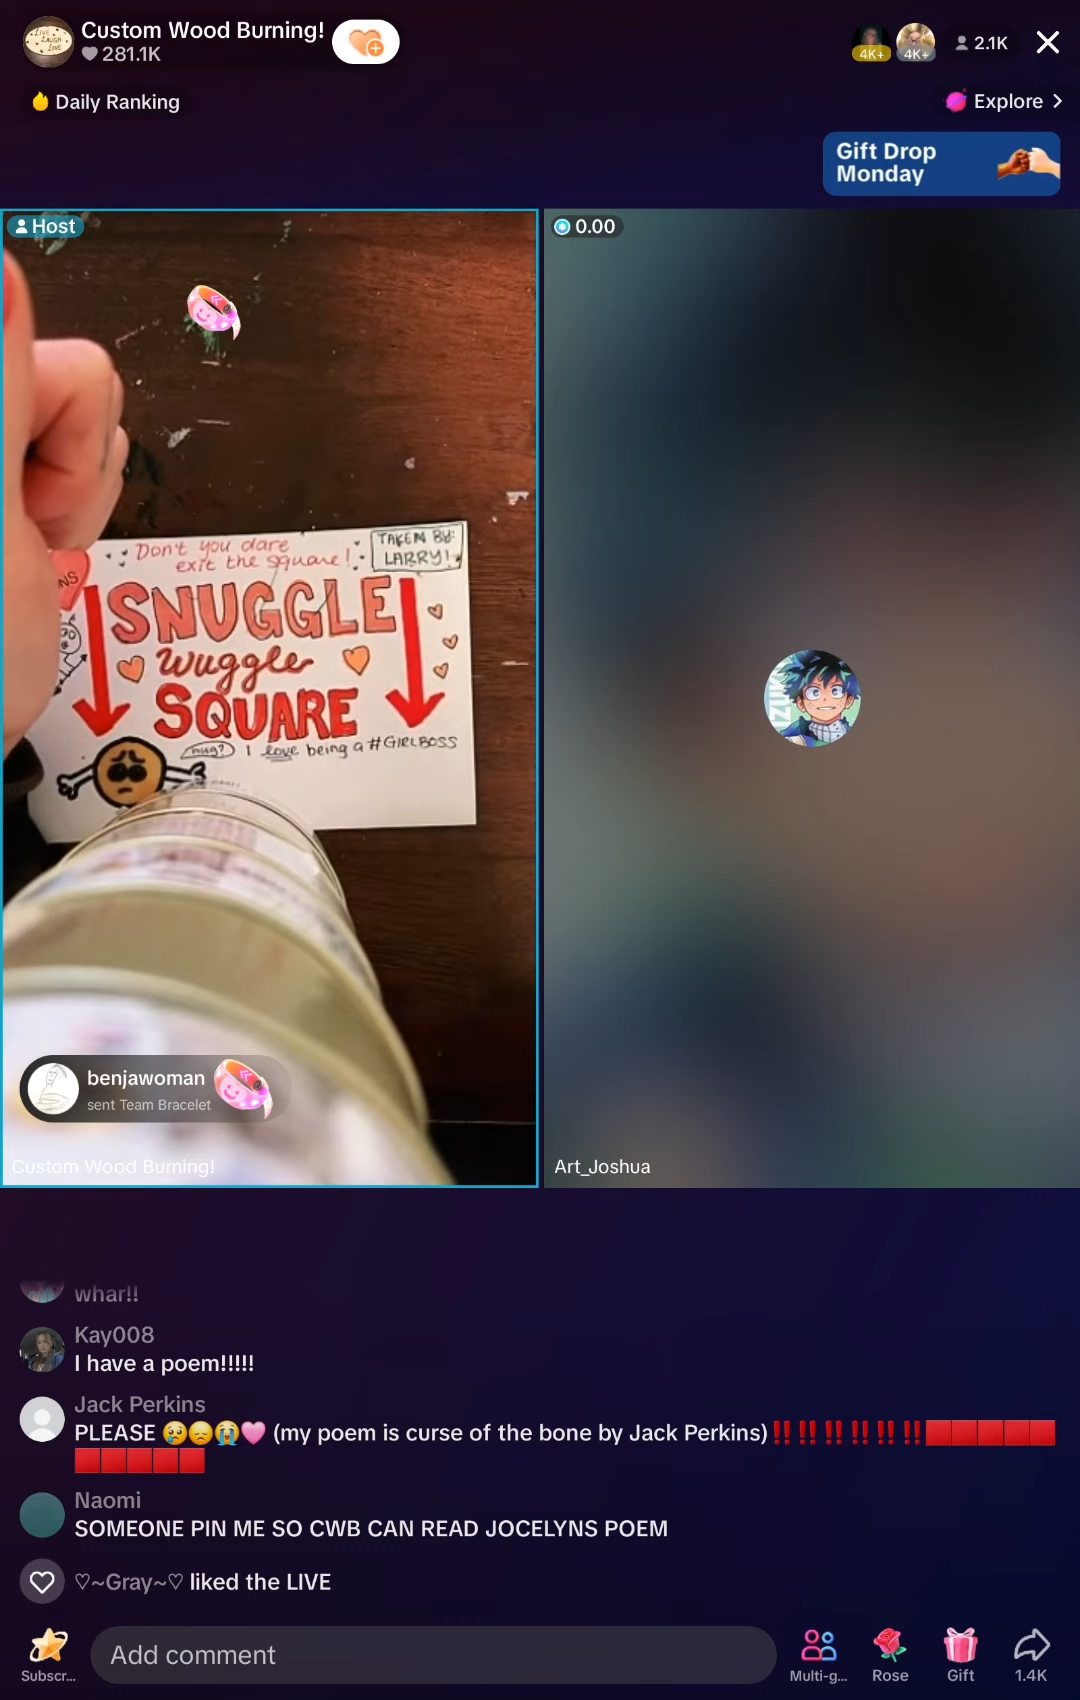 Custom Wood Burning!
281.1K
4K+
4K+
2.1K
Daily Ranking
Explore
Gift Drop
Monday
Host
0.00
Don't you dare
exit the square!
TAKEN BY:
LARRY!
SNUGGLE
wuggle
SQUARE
hug?
I love being a #GIRLBOSS
benjawoman
sent Team Bracelet
Custom Wood Burning!
Art_Joshua
whar!!
Kay008
I have a poem!!!!!
Jack Perkins
PLEASE 😢😞😭🩷 (my poem is curse of the bone by Jack Perkins)‼️‼️‼️‼️‼️‼️🟥🟥🟥🟥🟥
🟥🟥🟥🟥🟥
Naomi
SOMEONE PIN ME SO CWB CAN READ JOCELYNS POEM
♡~Gray~♡ liked the LIVE
Subscr...
Add comment
Multi-g...
Rose
Gift
1.4K